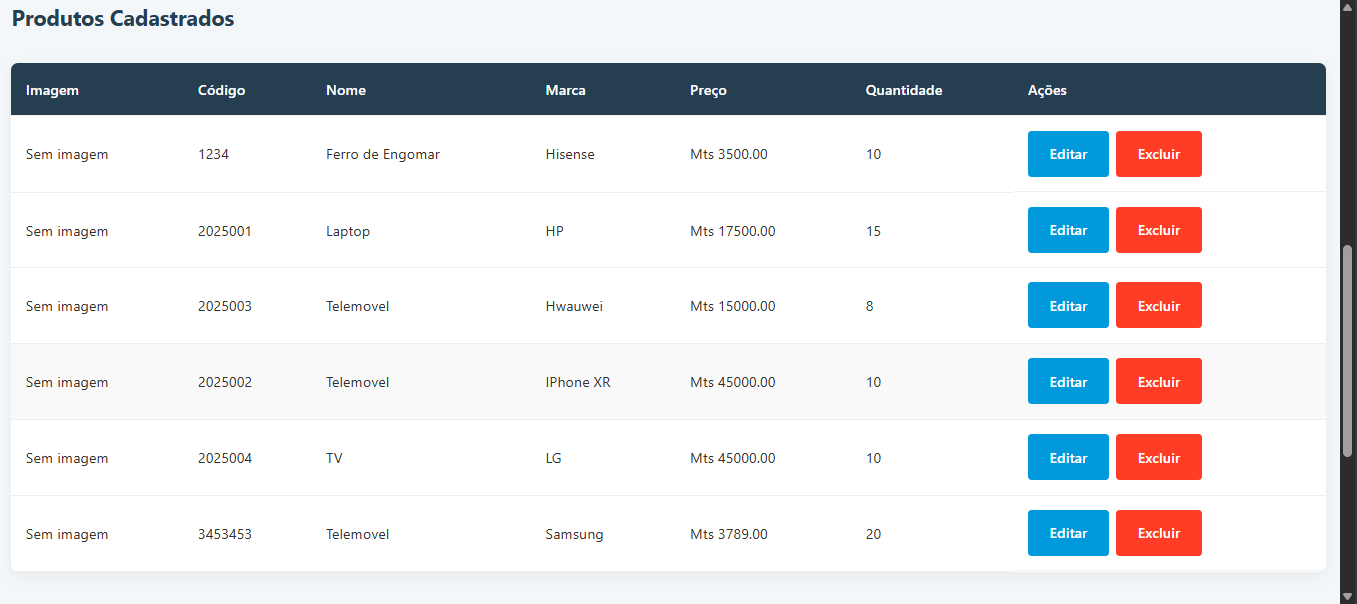 Produtos Cadastrados
Imagem Código Nome Marca Preço Quantidade Ações
Sem imagem 1234 Ferro de Engomar Hisense Mts 3500.00 10 Editar Excluir
Sem imagem 2025001 Laptop HP Mts 17500.00 15 Editar Excluir
Sem imagem 2025003 Telemovel Hwauwei Mts 15000.00 8 Editar Excluir
Sem imagem 2025002 Telemovel IPhone XR Mts 45000.00 10 Editar Excluir
Sem imagem 2025004 TV LG Mts 45000.00 10 Editar Excluir
Sem imagem 3453453 Telemovel Samsung Mts 3789.00 20 Editar Excluir